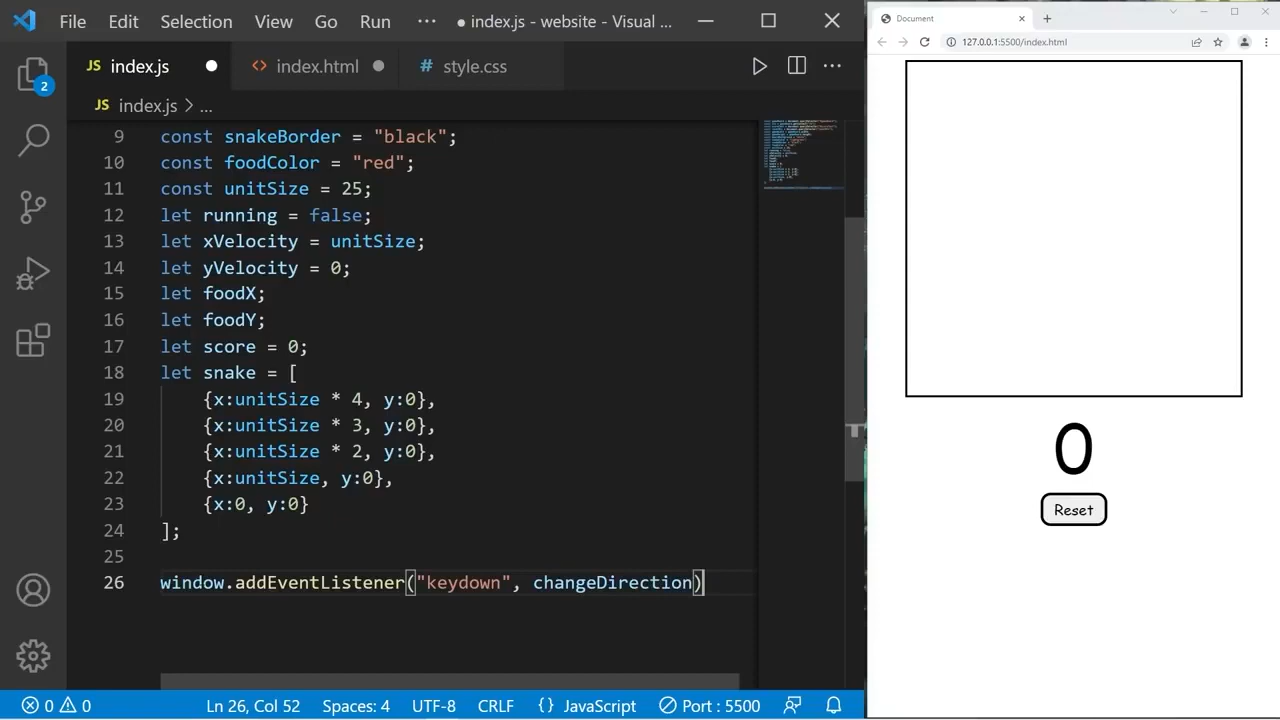 File Edit Selection View Go Run ··· ● index.js - website - Visual ...
JS index.js ● <> index.html ● # style.css
JS index.js > ...
const snakeBorder = "black";
10 const foodColor = "red";
11 const unitSize = 25;
12 let running = false;
13 let xVelocity = unitSize;
14 let yVelocity = 0;
15 let foodX;
16 let foodY;
17 let score = 0;
18 let snake = [
19 {x:unitSize * 4, y:0},
20 {x:unitSize * 3, y:0},
21 {x:unitSize * 2, y:0},
22 {x:unitSize, y:0},
23 {x:0, y:0}
24 ];
25
26 window.addEventListener("keydown", changeDirection)
2
0 0 Ln 26, Col 52 Spaces: 4 UTF-8 CRLF {} JavaScript Port : 5500
Document
127.0.0.1:5500/index.html
0
Reset